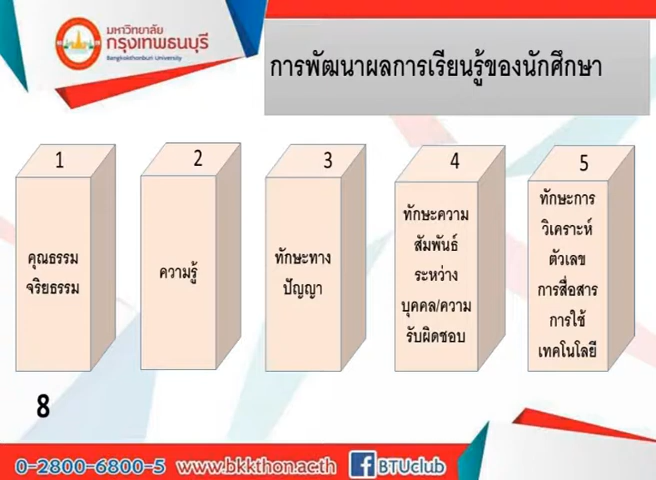 มหาวิทยาลัย
กรุงเทพธนบุรี
Bangkokthonburi University
การพัฒนาผลการเรียนรู้ของนักศึกษา
1
คุณธรรม
จริยธรรม
2
ความรู้
3
ทักษะทาง
ปัญญา
4
ทักษะความ
สัมพันธ์
ระหว่าง
บุคคล/ความ
รับผิดชอบ
5
ทักษะการ
วิเคราะห์
ตัวเลข
การสื่อสาร
การใช้
เทคโนโลยี
8
0-2800-6800-5 www.bkkthon.ac.th f BTUclub